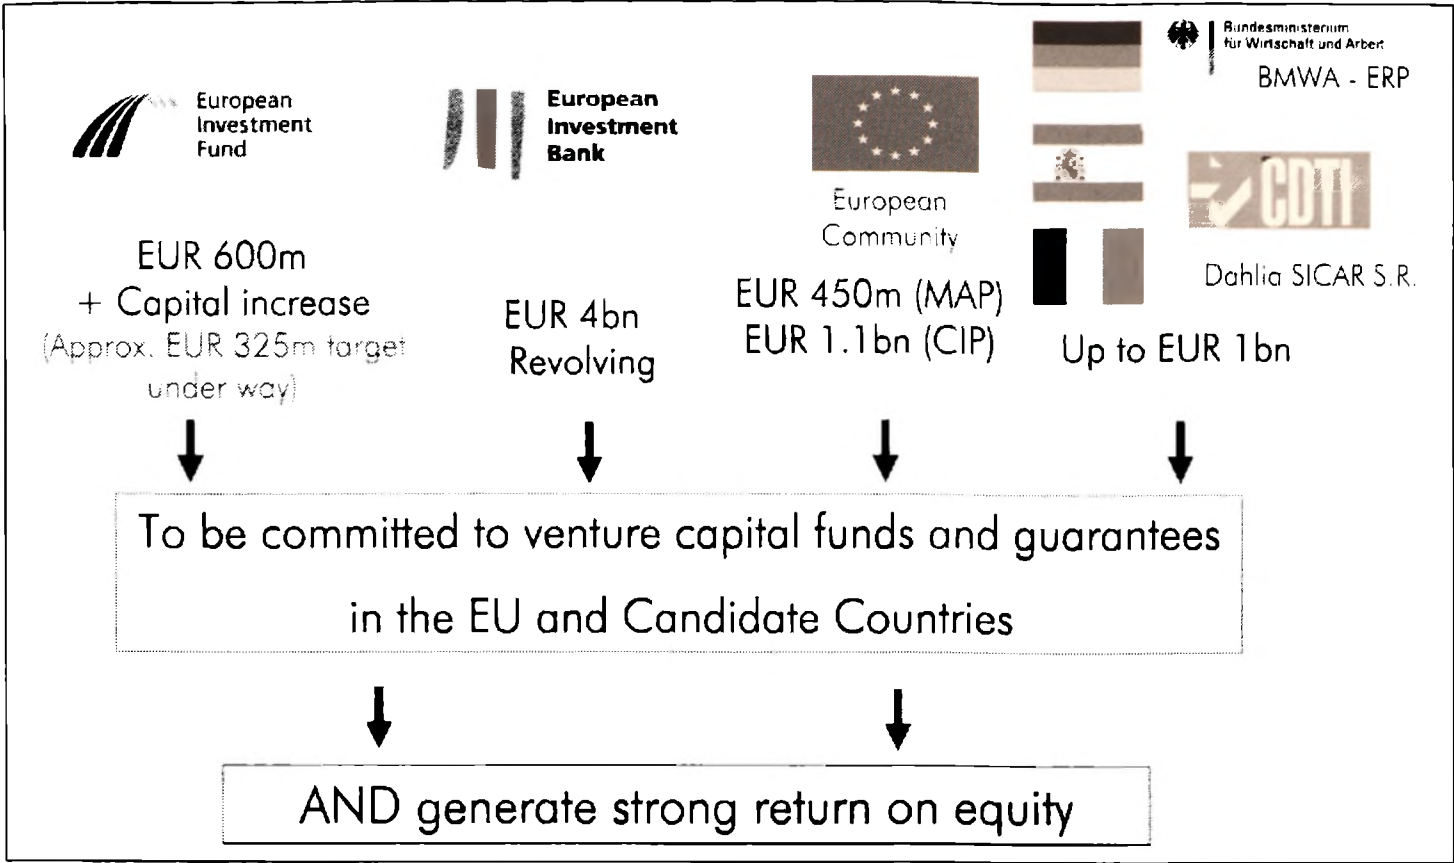 European
Investment
Fund
EUR 600m
+ Capital increase
(Approx. EUR 325m target
under way)
European
Investment
Bank
EUR 4bn
Revolving
European
Community
EUR 450m (MAP)
EUR 1.1bn (CIP)
Bundesministerium
für Wirtschaft und Arbeit
BMWA - ERP
CDTI
Dahlia SICAR S.R.
Up to EUR 1bn
To be committed to venture capital funds and guarantees
in the EU and Candidate Countries
AND generate strong return on equity